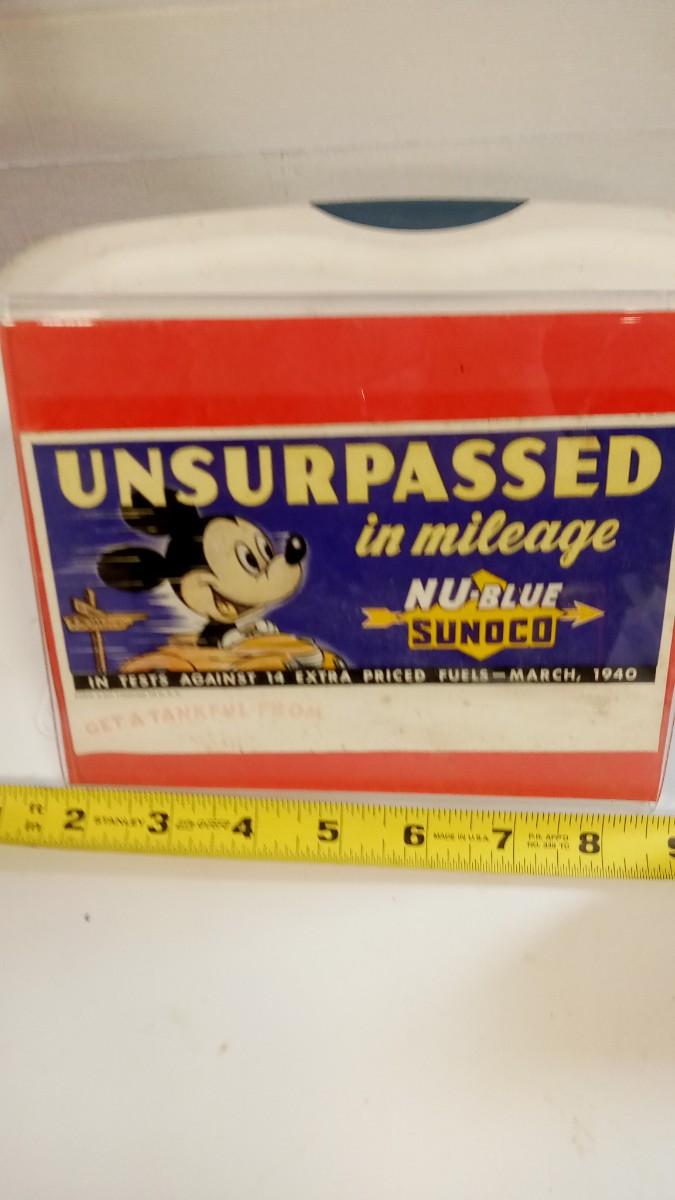 UNSURPASSED
in mileage
NU-BLUE
SUNOCO
IN TESTS AGAINST 14 EXTRA PRICED FUELS—MARCH, 1940
GET A TANKFUL FROM
2 STANLEY 3 4 5 6 MADE IN U.S.A. 7 8 9